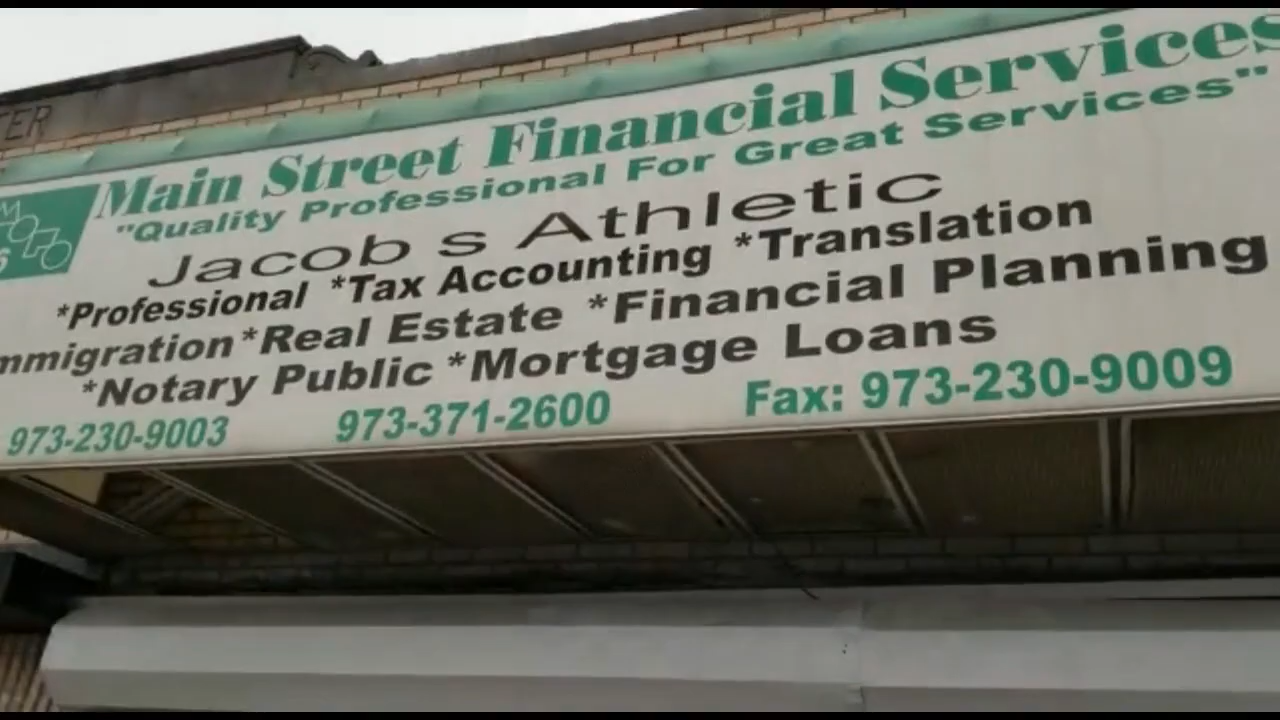 TER
Main Street Financial Services
"Quality Professional For Great Services"
Jacob s Athletic
*Professional *Tax Accounting *Translation
mmigration *Real Estate *Financial Planning
*Notary Public *Mortgage Loans
973-230-9003 973-371-2600 Fax: 973-230-9009